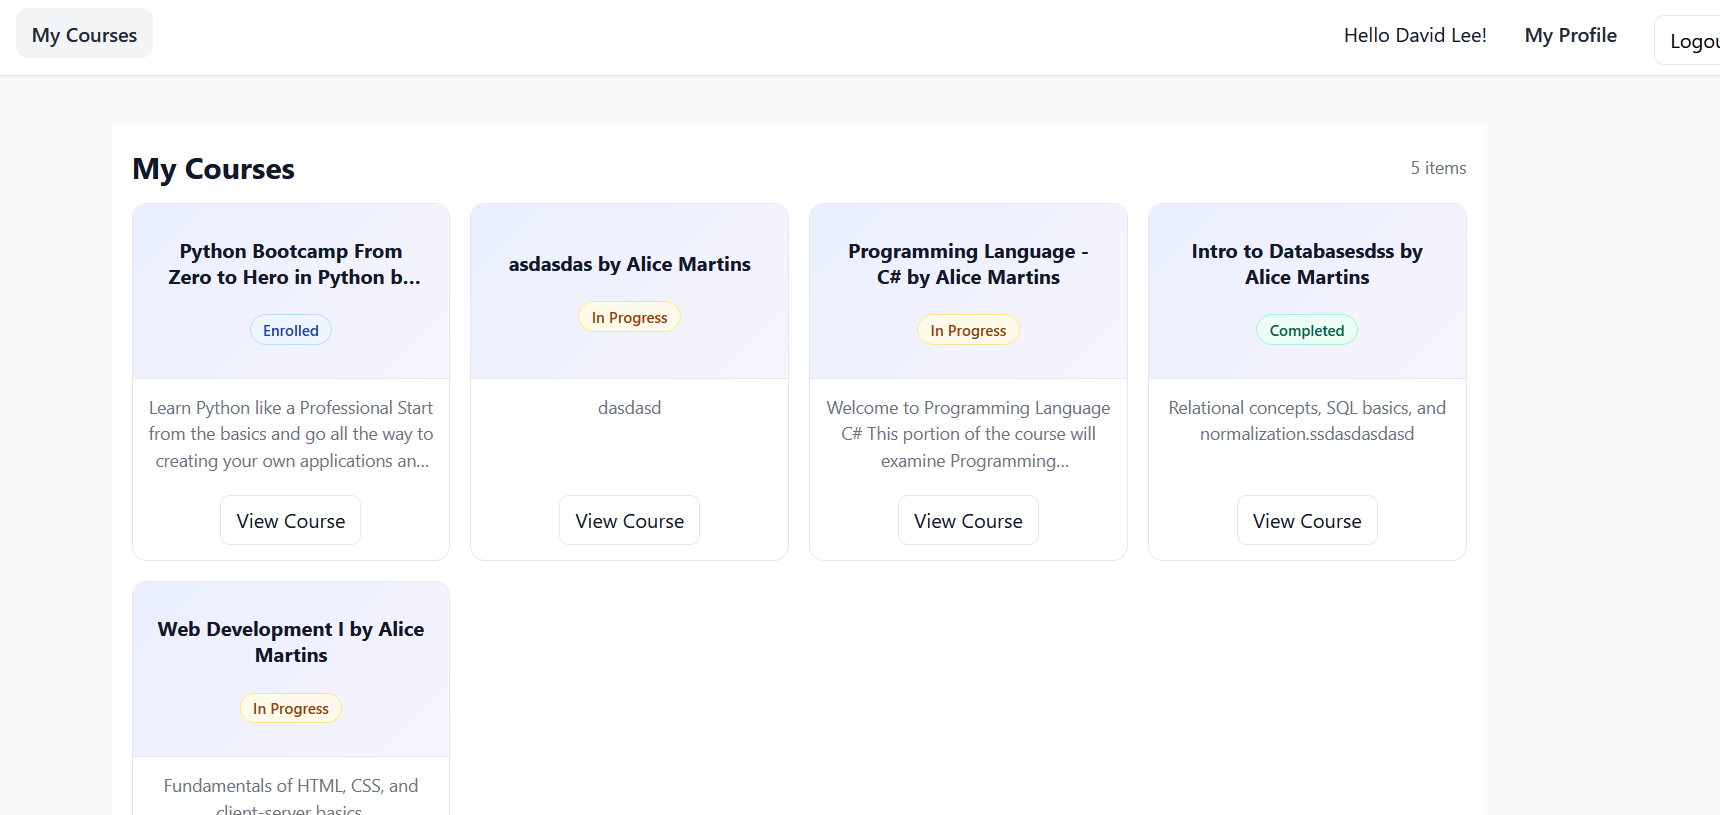 My Courses
Hello David Lee!
My Profile
Logou
My Courses
5 items
Python Bootcamp From
Zero to Hero in Python b...
Enrolled
Learn Python like a Professional Start
from the basics and go all the way to
creating your own applications an...
View Course
asdasdas by Alice Martins
In Progress
dasdasd
View Course
Programming Language -
C# by Alice Martins
In Progress
Welcome to Programming Language
C# This portion of the course will
examine Programming...
View Course
Intro to Databasesdss by
Alice Martins
Completed
Relational concepts, SQL basics, and
normalization.ssdasdasdasd
View Course
Web Development I by Alice
Martins
In Progress
Fundamentals of HTML, CSS, and
client-server basics